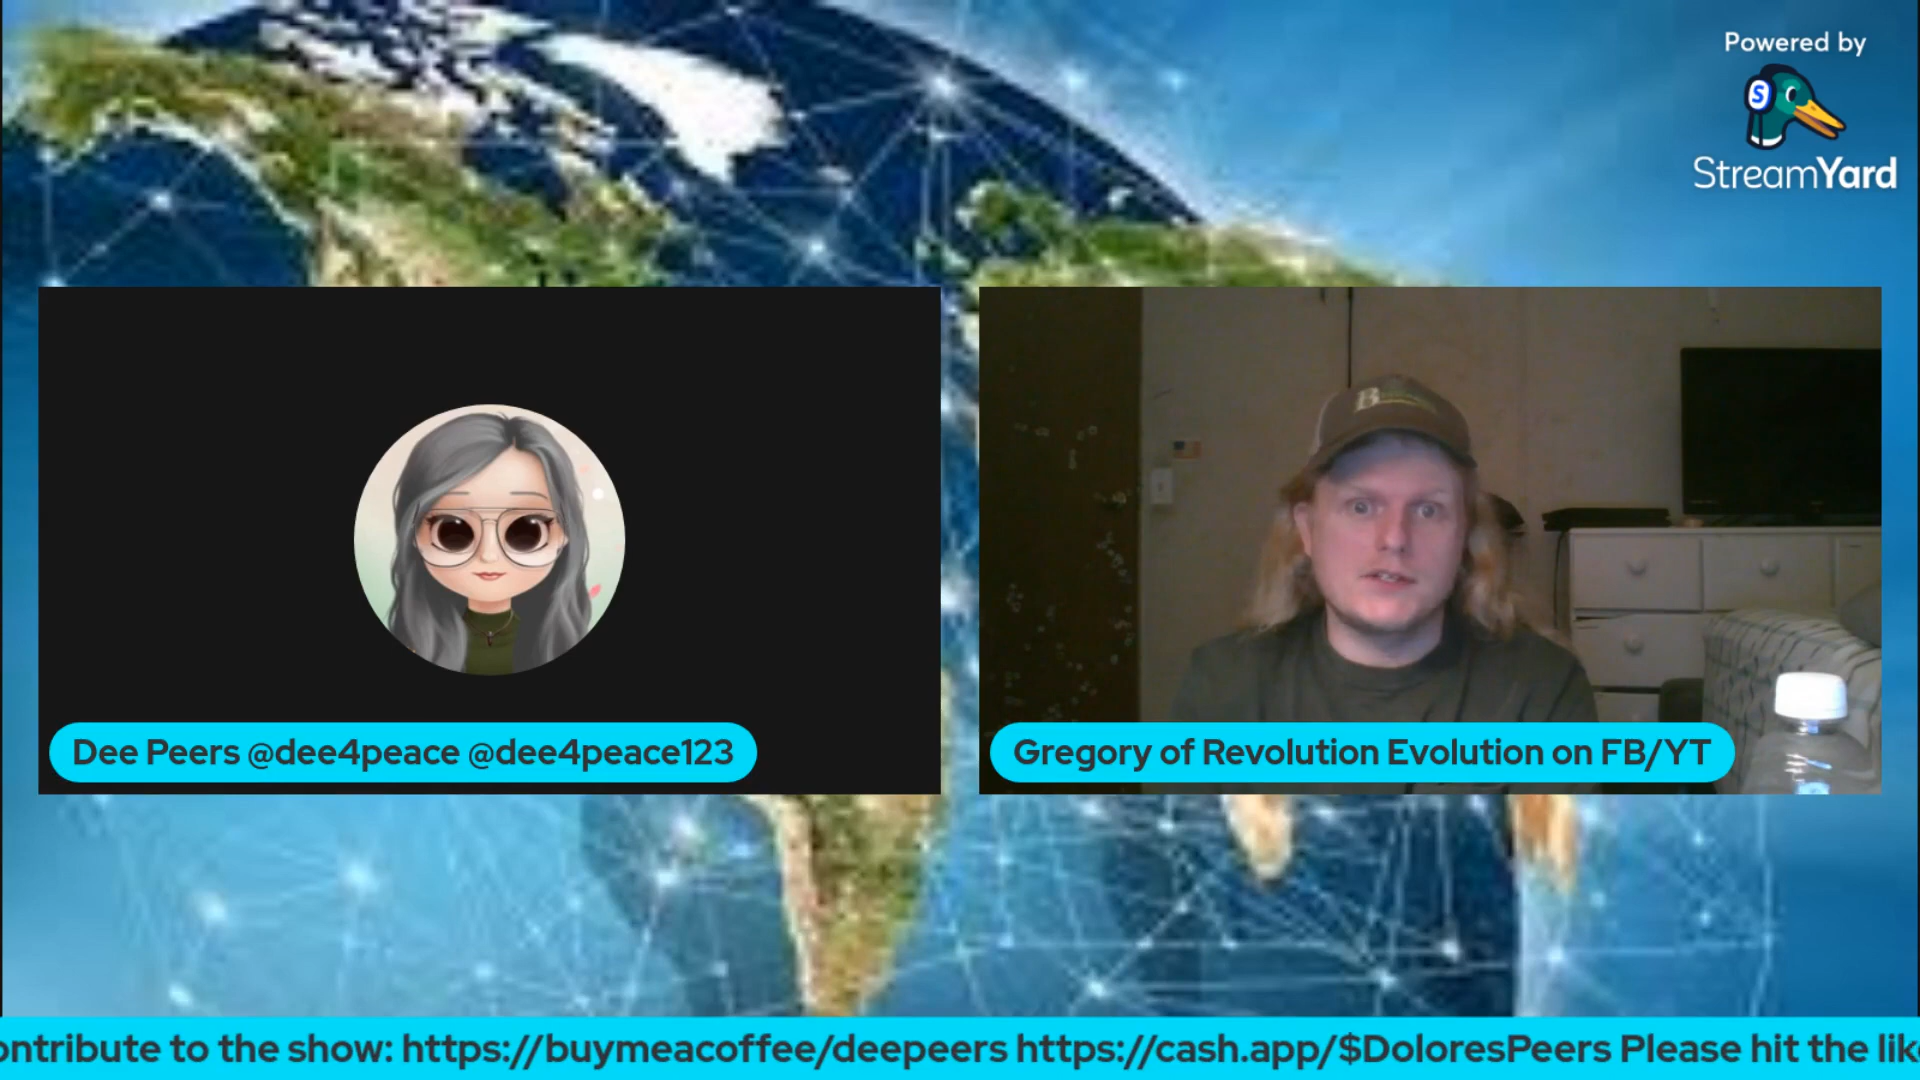 Powered by
S
StreamYard
B
Dee Peers @dee4peace @dee4peace123
Gregory of Revolution Evolution on FB/YT
ontribute to the show: https://buymeacoffee/deepeers https://cash.app/$DoloresPeers Please hit the lik